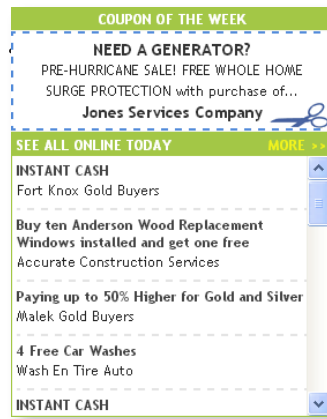 COUPON OF THE WEEK
NEED A GENERATOR?
PRE-HURRICANE SALE! FREE WHOLE HOME
SURGE PROTECTION with purchase of...
Jones Services Company
SEE ALL ONLINE TODAY MORE >>
INSTANT CASH
Fort Knox Gold Buyers
Buy ten Anderson Wood Replacement
Windows installed and get one free
Accurate Construction Services
Paying up to 50% Higher for Gold and Silver
Malek Gold Buyers
4 Free Car Washes
Wash En Tire Auto
INSTANT CASH